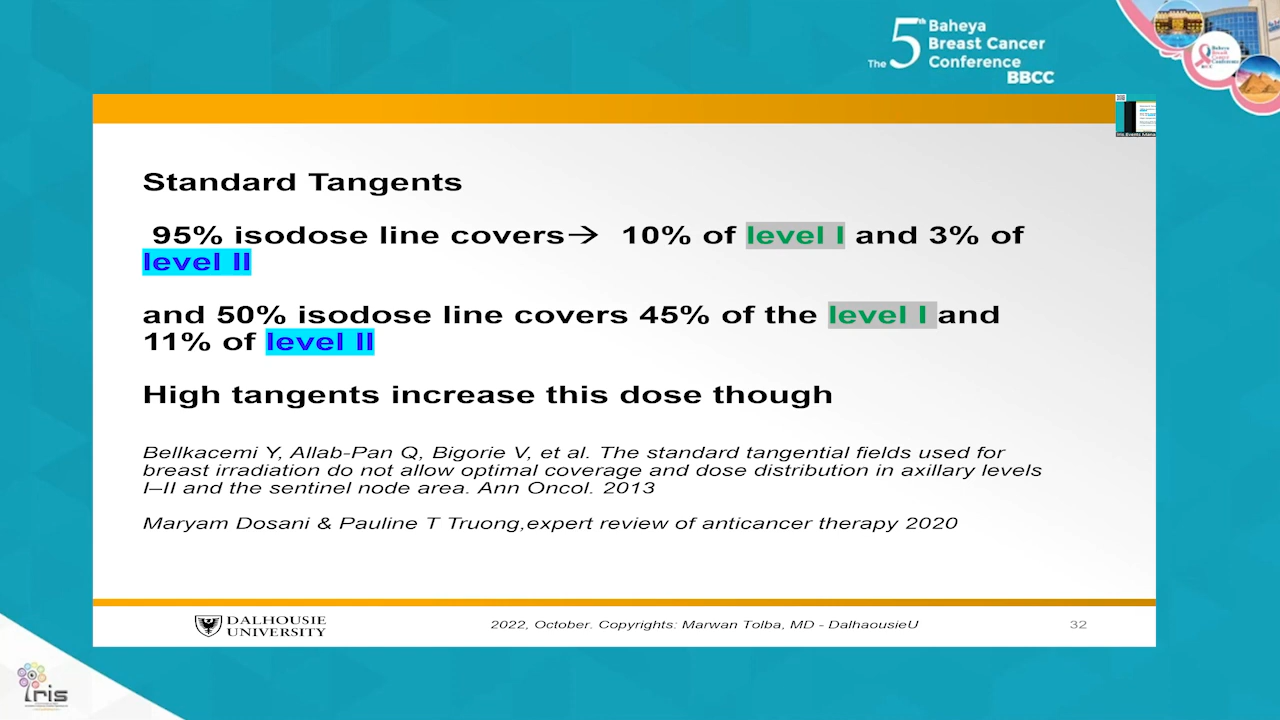 The 5th Baheya
Breast Cancer
Conference
BBCC
Standard Tangents
95% isodose line covers→ 10% of level I and 3% of
level II
and 50% isodose line covers 45% of the level I and
11% of level II
High tangents increase this dose though
Bellkacemi Y, Allab-Pan Q, Bigorie V, et al. The standard tangential fields used for
breast irradiation do not allow optimal coverage and dose distribution in axillary levels
I–II and the sentinel node area. Ann Oncol. 2013
Maryam Dosani & Pauline T Truong,expert review of anticancer therapy 2020
DALHOUSIE
UNIVERSITY
2022, October. Copyrights: Marwan Tolba, MD - DalhaousieU
32
iris